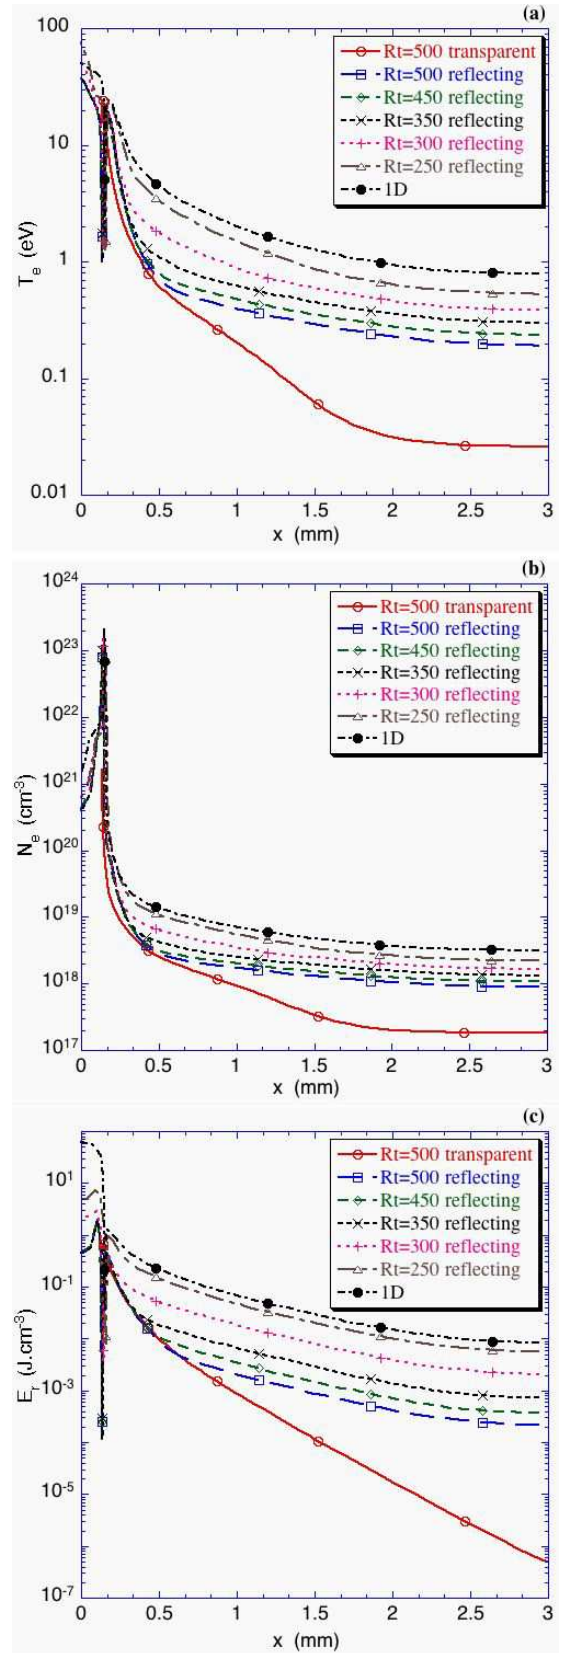 (a)
100
10
1
0.1
0.01
T_e (eV)
Rt=500 transparent
Rt=500 reflecting
Rt=450 reflecting
Rt=350 reflecting
Rt=300 reflecting
Rt=250 reflecting
1D
0 0.5 1 1.5 2 2.5 3
x (mm)
(b)
10^24
10^23
10^22
10^21
10^20
10^19
10^18
10^17
N_e (cm^-3)
Rt=500 transparent
Rt=500 reflecting
Rt=450 reflecting
Rt=350 reflecting
Rt=300 reflecting
Rt=250 reflecting
1D
0 0.5 1 1.5 2 2.5 3
x (mm)
(c)
10^1
10^-1
10^-3
10^-5
10^-7
E_r (J.cm^-3)
Rt=500 transparent
Rt=500 reflecting
Rt=450 reflecting
Rt=350 reflecting
Rt=300 reflecting
Rt=250 reflecting
1D
0 0.5 1 1.5 2 2.5 3
x (mm)